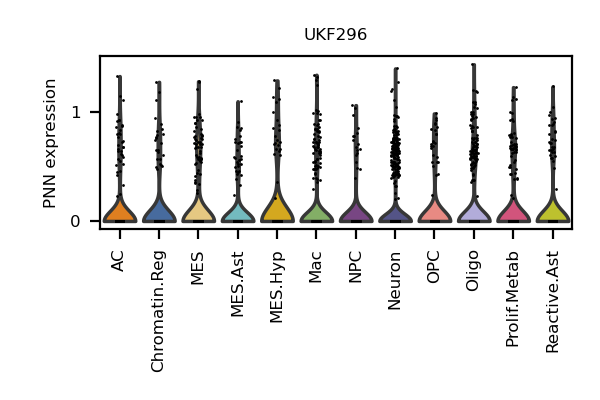 UKF296
PNN expression
1
0
AC
Chromatin.Reg
MES
MES.Ast
MES.Hyp
Mac
NPC
Neuron
OPC
Oligo
Prolif.Metab
Reactive.Ast